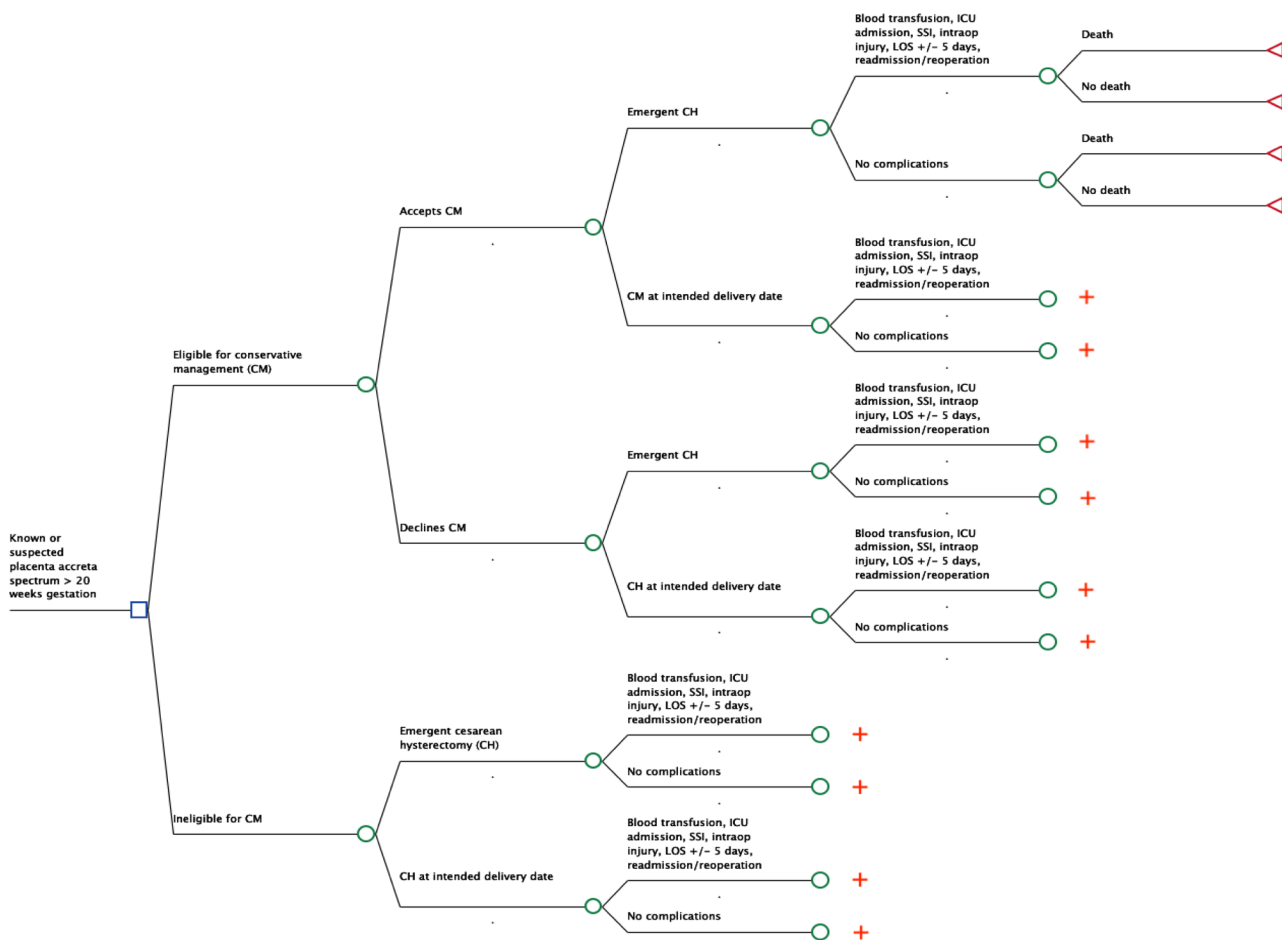 Blood transfusion, ICU
admission, SSI, intraop
injury, LOS +/- 5 days,
readmission/reoperation
Death
No death
Emergent CH
No complications
Death
No death
Accepts CM
Blood transfusion, ICU
admission, SSI, intraop
injury, LOS +/- 5 days,
readmission/reoperation
CM at intended delivery date
No complications
Eligible for conservative
management (CM)
Blood transfusion, ICU
admission, SSI, intraop
injury, LOS +/- 5 days,
readmission/reoperation
Emergent CH
No complications
Declines CM
Blood transfusion, ICU
admission, SSI, intraop
injury, LOS +/- 5 days,
readmission/reoperation
CH at intended delivery date
No complications
Known or
suspected
placenta accreta
spectrum > 20
weeks gestation
Blood transfusion, ICU
admission, SSI, intraop
injury, LOS +/- 5 days,
readmission/reoperation
Emergent cesarean
hysterectomy (CH)
No complications
Ineligible for CM
Blood transfusion, ICU
admission, SSI, intraop
injury, LOS +/- 5 days,
readmission/reoperation
CH at intended delivery date
No complications